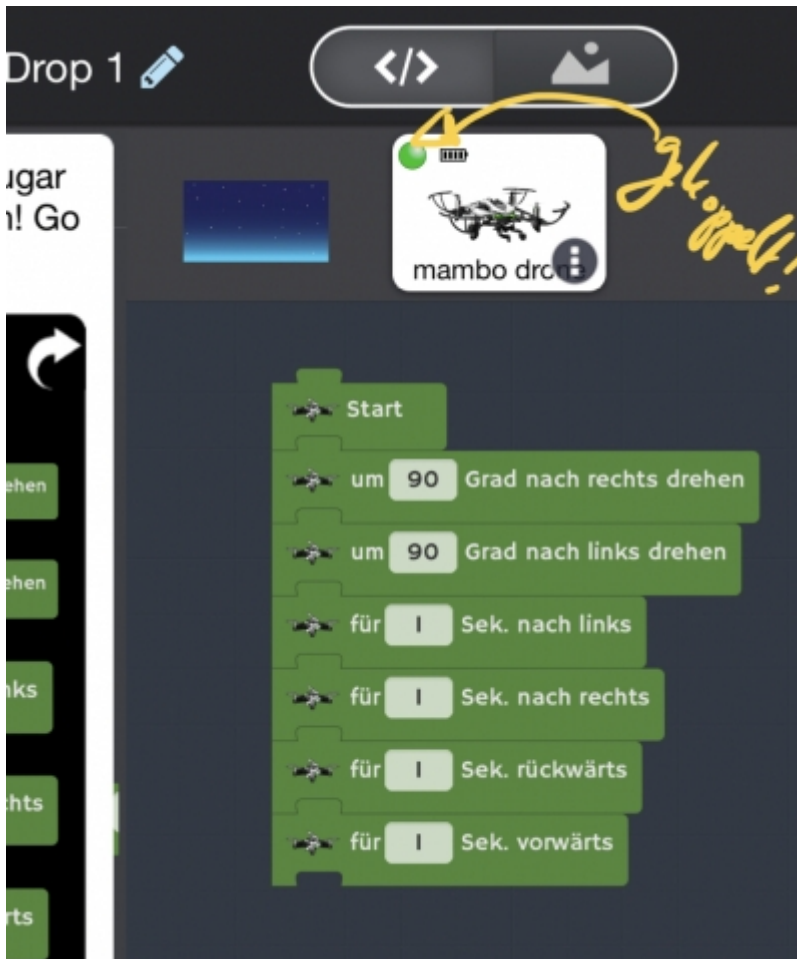 Drop 1
</>
ugar
n! Go
mambo drone
gekoppelt!
Start
um 90 Grad nach rechts drehen
um 90 Grad nach links drehen
für 1 Sek. nach links
für 1 Sek. nach rechts
für 1 Sek. rückwärts
für 1 Sek. vorwärts
ehen
ehen
nks
hts
rts